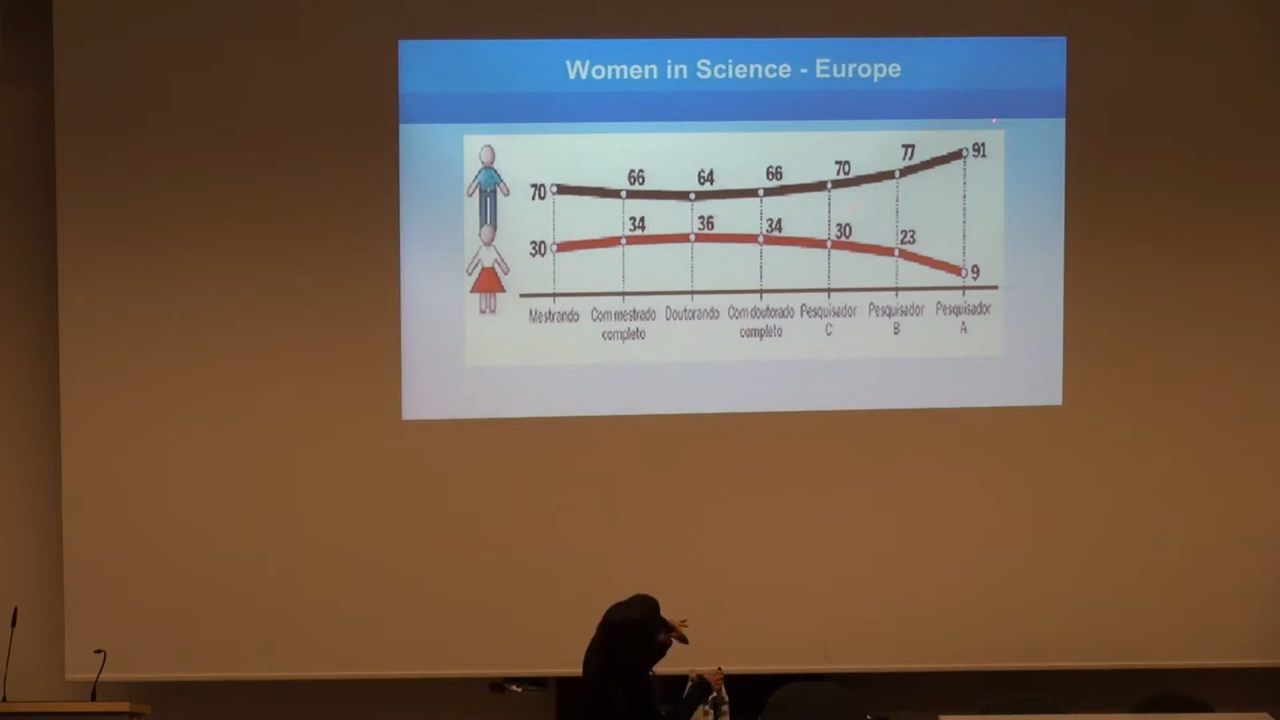 Women in Science - Europe
70 66 64 66 70 77 91
30 34 36 34 30 23 9
Mestrando Com mestrado Doutorando Com doutorado Pesquisador Pesquisador Pesquisador
completo completo C B A